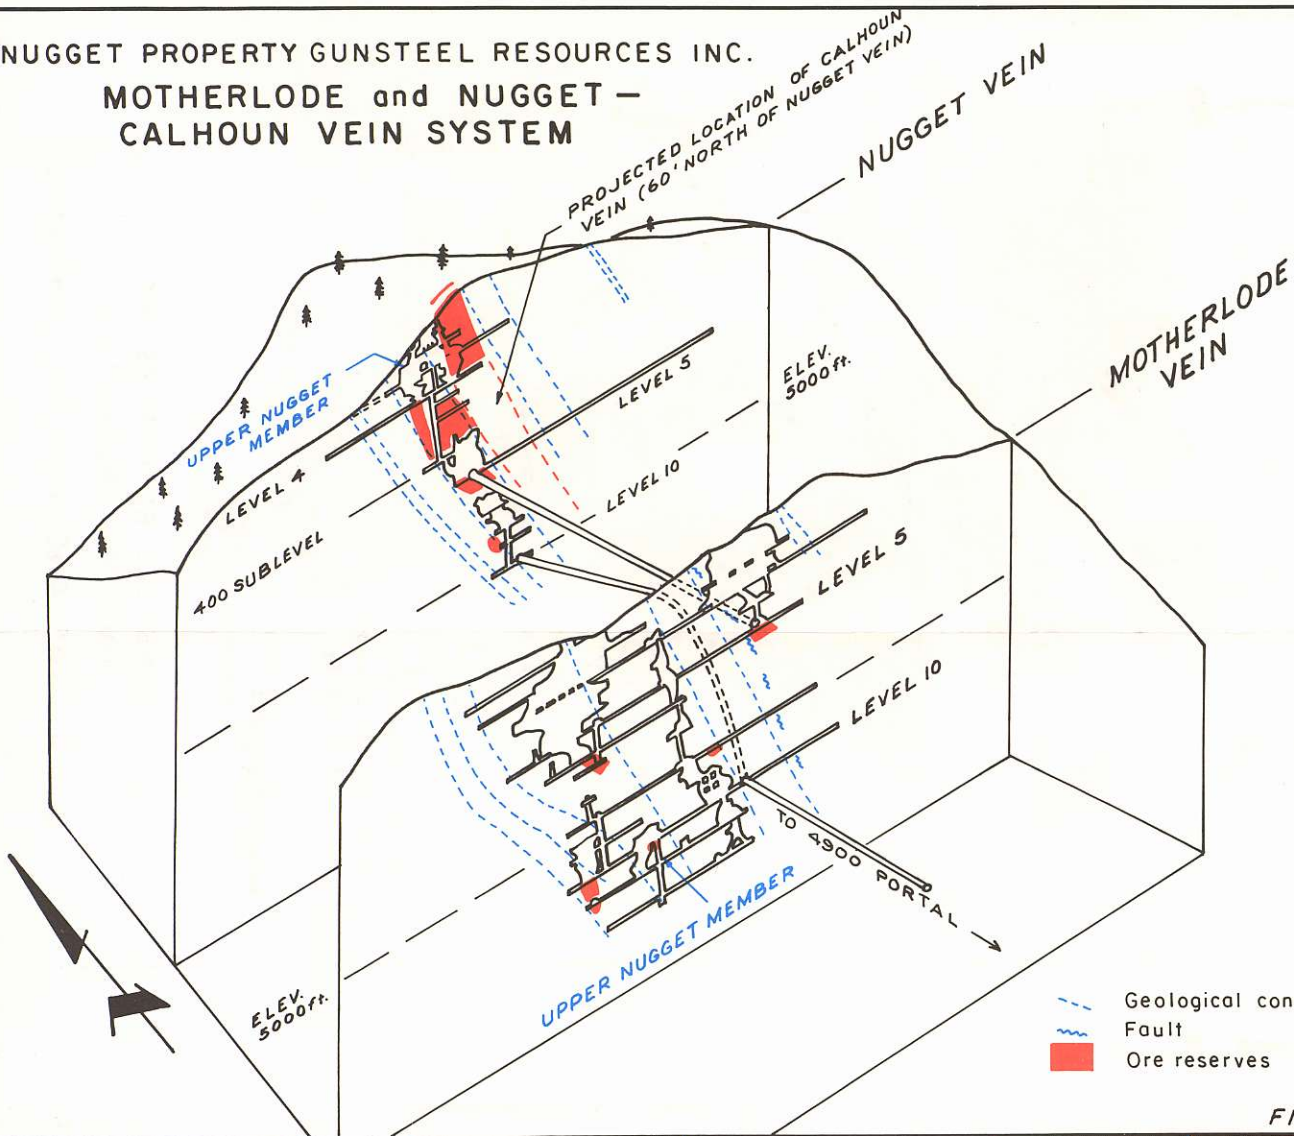 NUGGET PROPERTY GUNSTEEL RESOURCES INC.
MOTHERLODE and NUGGET —
CALHOUN VEIN SYSTEM
PROJECTED LOCATION OF CALHOUN
VEIN (60' NORTH OF NUGGET VEIN)
NUGGET VEIN
MOTHERLODE
VEIN
UPPER NUGGET
MEMBER
LEVEL 4
400 SUBLEVEL
LEVEL 5
LEVEL 10
ELEV.
5000 ft.
LEVEL 5
LEVEL 10
TO 4900 PORTAL
UPPER NUGGET MEMBER
ELEV.
5000 ft.
Geological con
Fault
Ore reserves